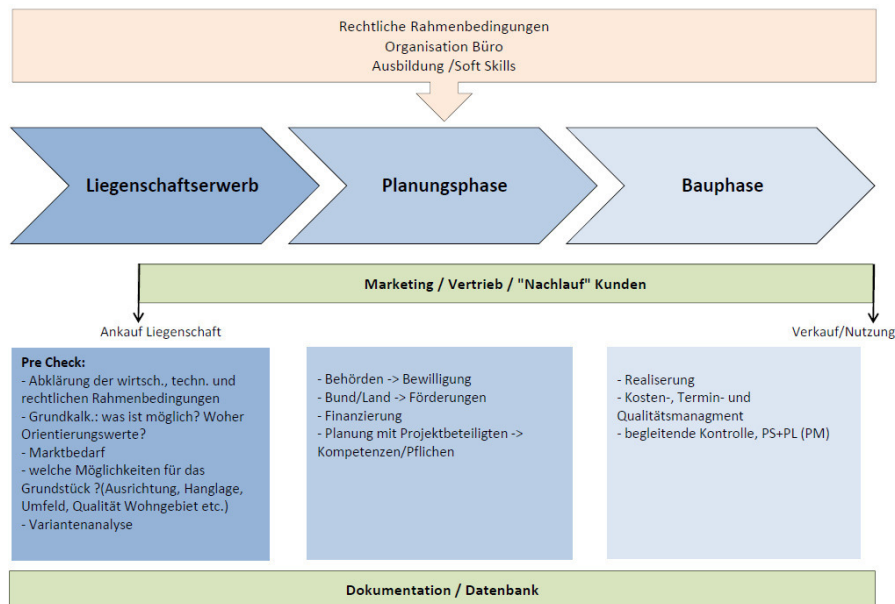 Rechtliche Rahmenbedingungen
Organisation Büro
Ausbildung /Soft Skills
Liegenschaftserwerb
Planungsphase
Bauphase
Marketing / Vertrieb / "Nachlauf" Kunden
Ankauf Liegenschaft
Verkauf/Nutzung
Pre Check:
- Abklärung der wirtsch., techn. und
rechtlichen Rahmenbedingungen
- Grundkalk.: was ist möglich? Woher
Orientierungswerte?
- Marktbedarf
- welche Möglichkeiten für das
Grundstück ?(Ausrichtung, Hanglage,
Umfeld, Qualität Wohngebiet etc.)
- Variantenanalyse
- Behörden -> Bewilligung
- Bund/Land -> Förderungen
- Finanzierung
- Planung mit Projektbeteiligten ->
Kompetenzen/Pflichen
- Realiserung
- Kosten-, Termin- und
Qualitätsmanagment
- begleitende Kontrolle, PS+PL (PM)
Dokumentation / Datenbank